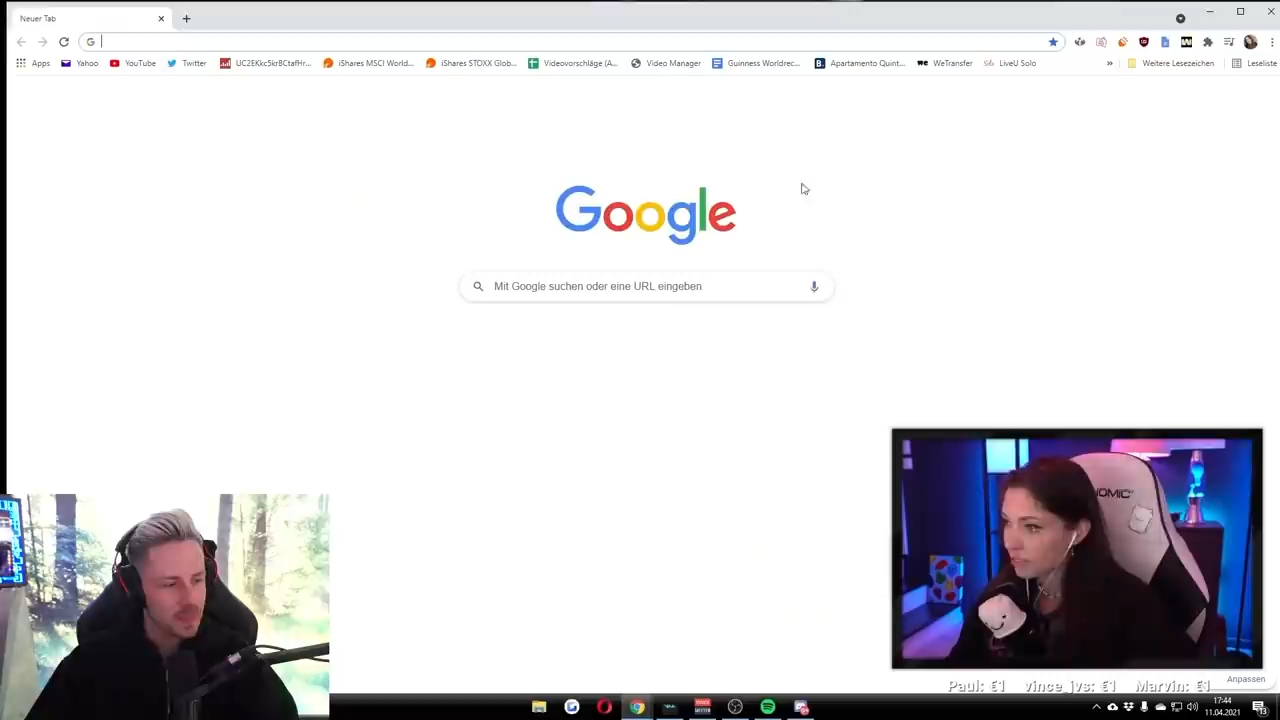 Neuer Tab
G
Apps Yahoo YouTube Twitter UC2EKkc5kr8CtafHr... iShares MSCI World... iShares STOXX Glob... Videovorschläge (A... Video Manager Guinness Worldrec... Apartamento Quint... WeTransfer LiveU Solo » Weitere Lesezeichen Leseliste
Google
Mit Google suchen oder eine URL eingeben
NOMIC
Anpassen
Paul: €1 vince_jvs: €1 Marvin: €1
17:44
11.04.2021